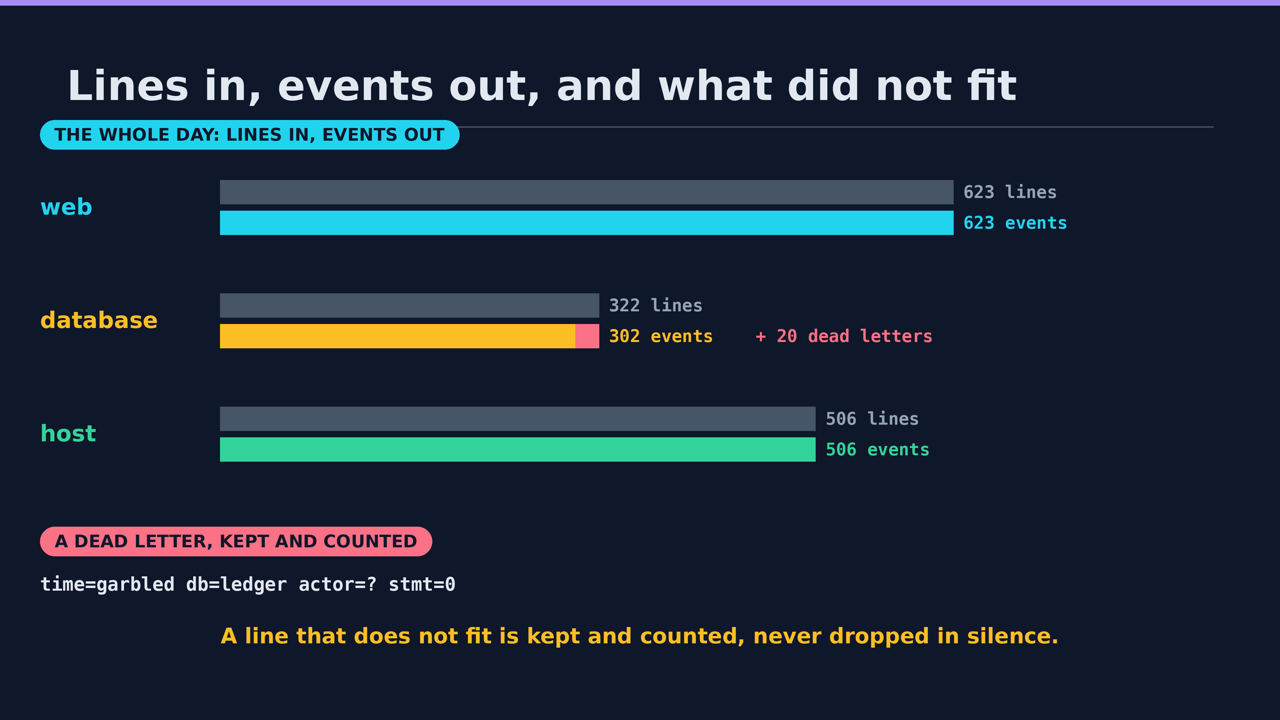 Lines in, events out, and what did not fit
THE WHOLE DAY: LINES IN, EVENTS OUT
web
623 lines
623 events
database
322 lines
302 events + 20 dead letters
host
506 lines
506 events
A DEAD LETTER, KEPT AND COUNTED
time=garbled db=ledger actor=? stmt=0
A line that does not fit is kept and counted, never dropped in silence.